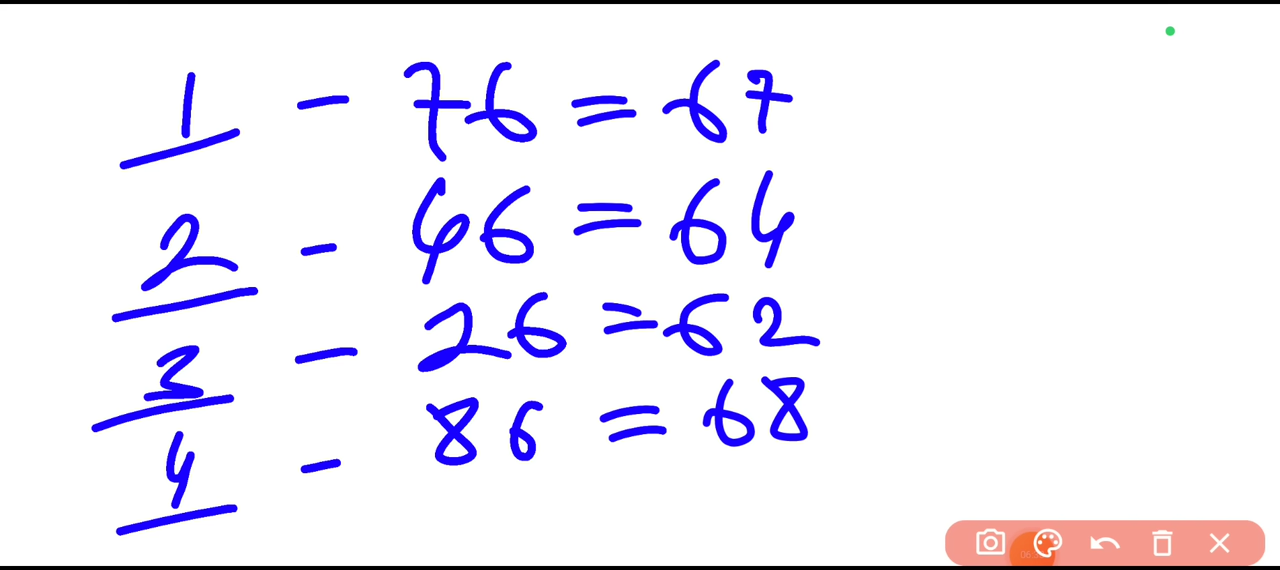 1 - 76 = 67
2 - 46 = 64
3 - 26 = 62
4 - 86 = 68